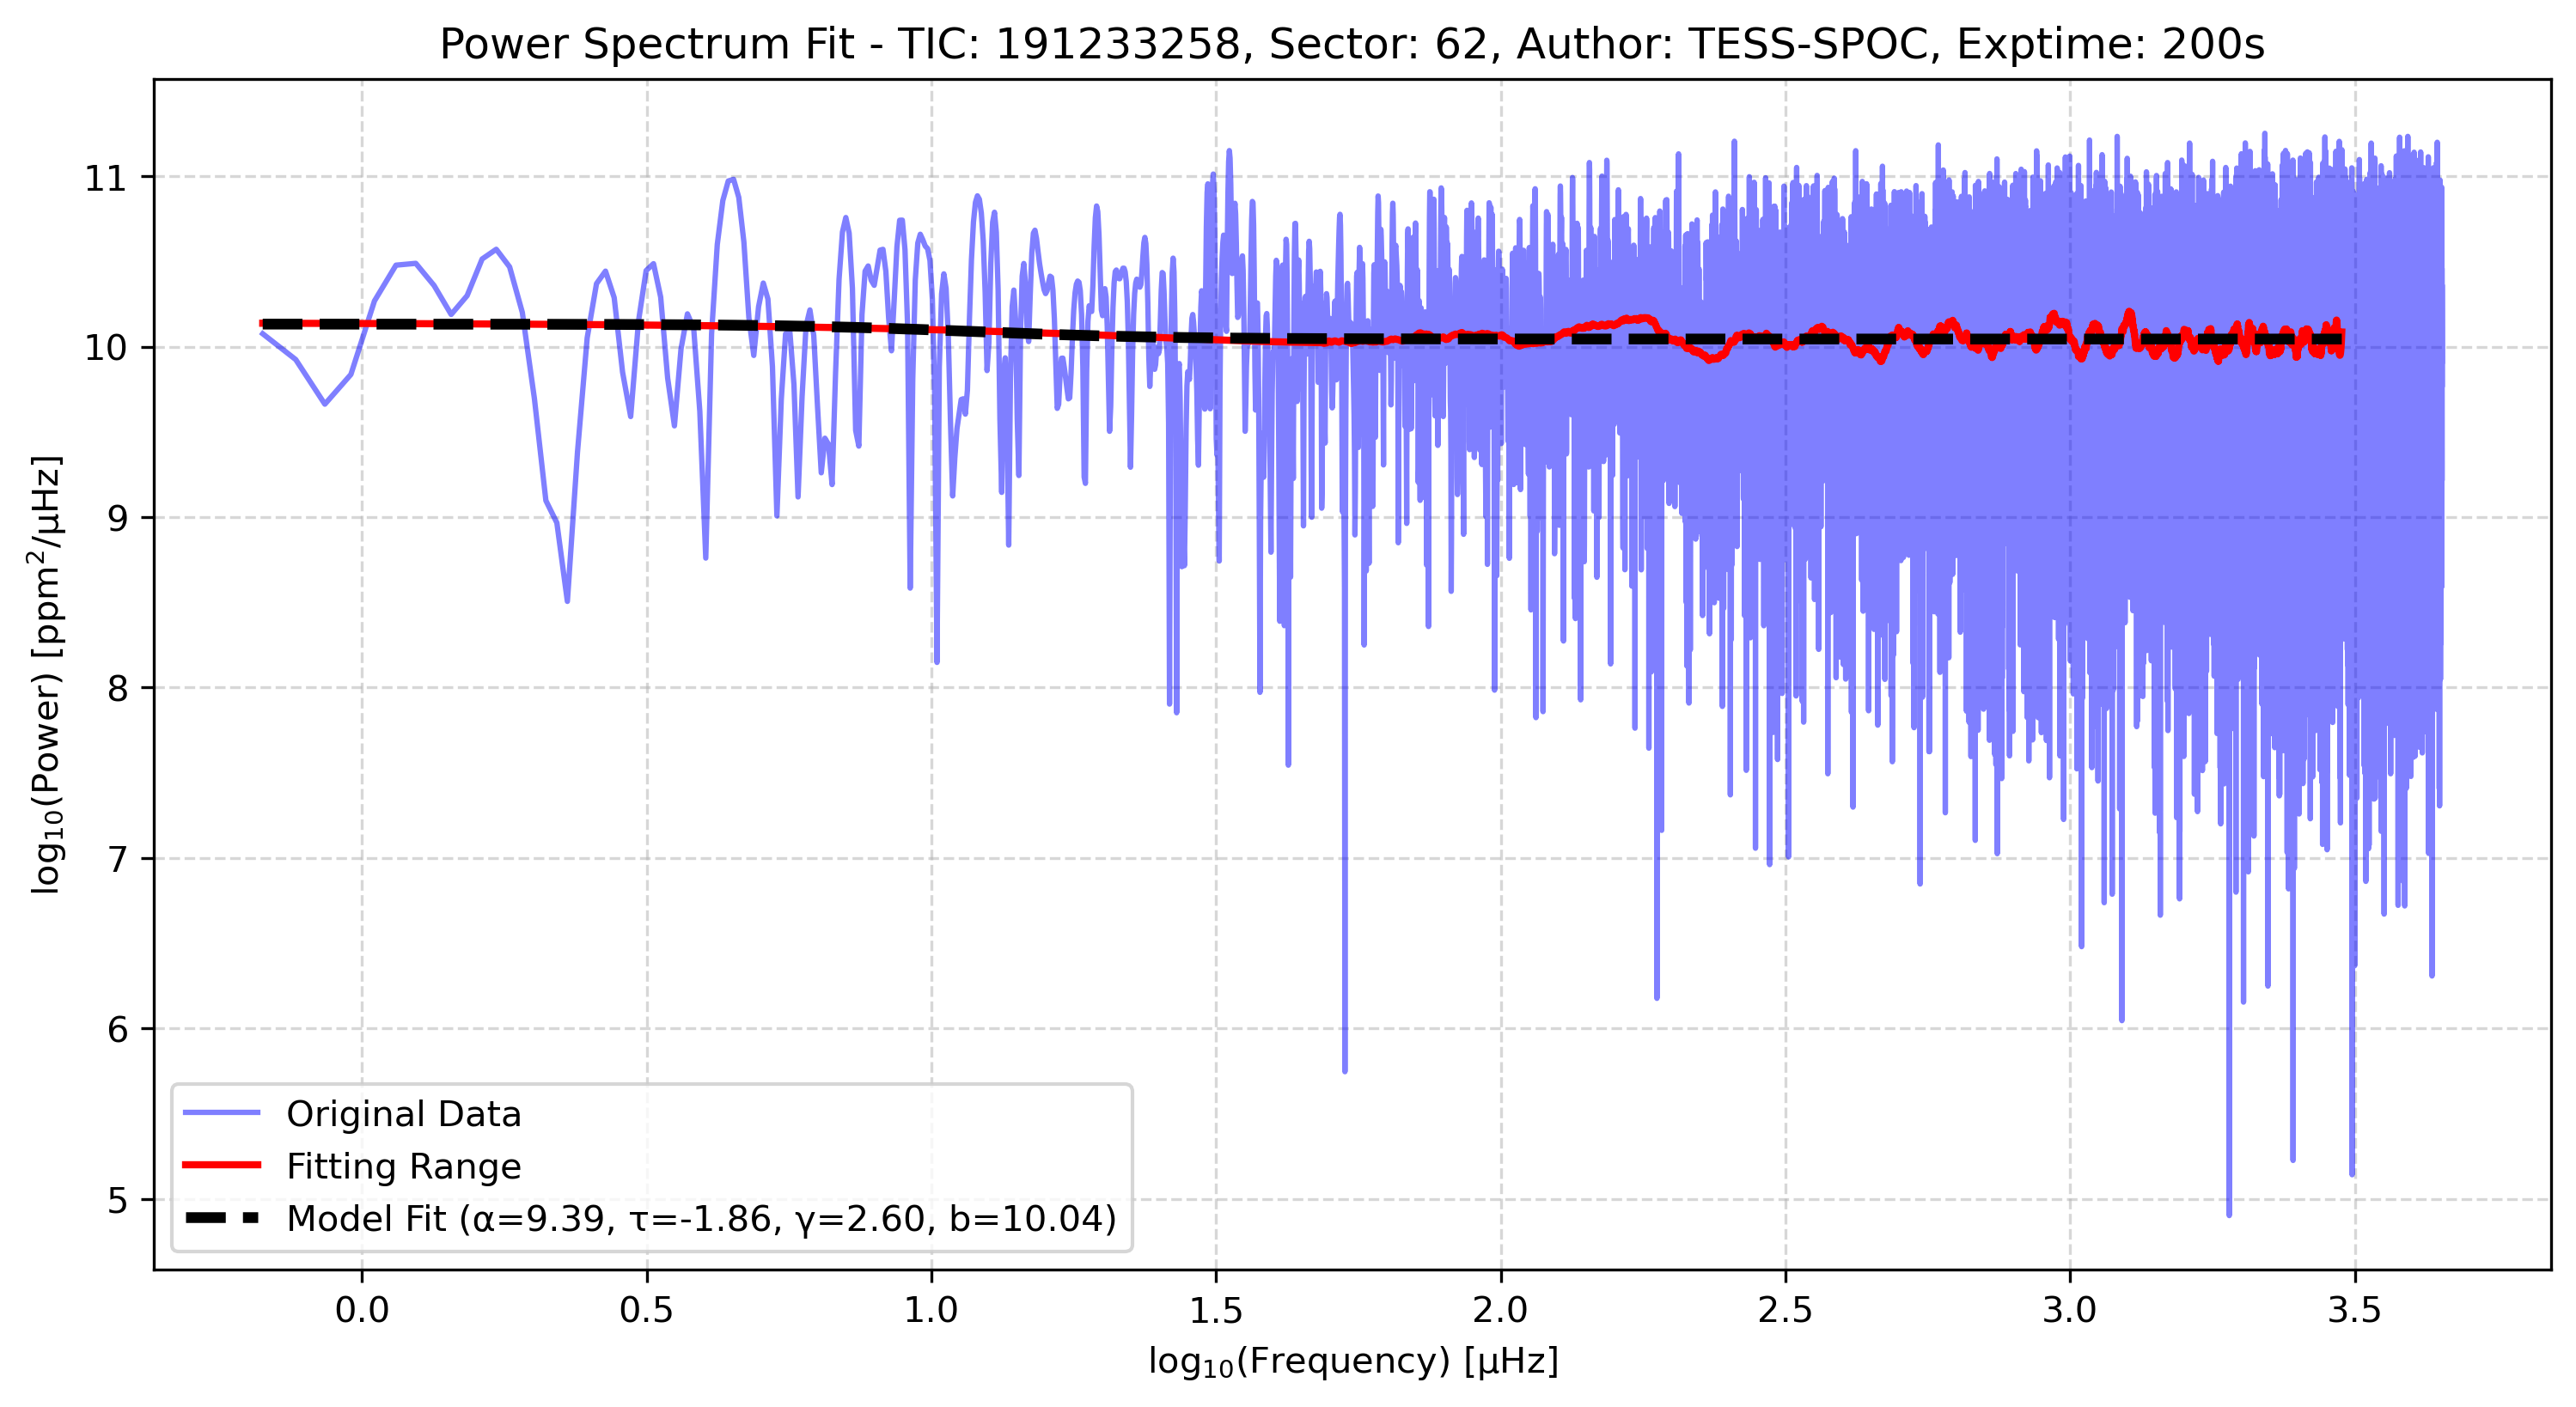 Power Spectrum Fit - TIC: 191233258, Sector: 62, Author: TESS-SPOC, Exptime: 200s
log₁₀(Power) [ppm²/μHz]
11
10
9
8
7
6
5
Original Data
Fitting Range
Model Fit (α=9.39, τ=-1.86, γ=2.60, b=10.04)
0.0 0.5 1.0 1.5 2.0 2.5 3.0 3.5
log₁₀(Frequency) [μHz]